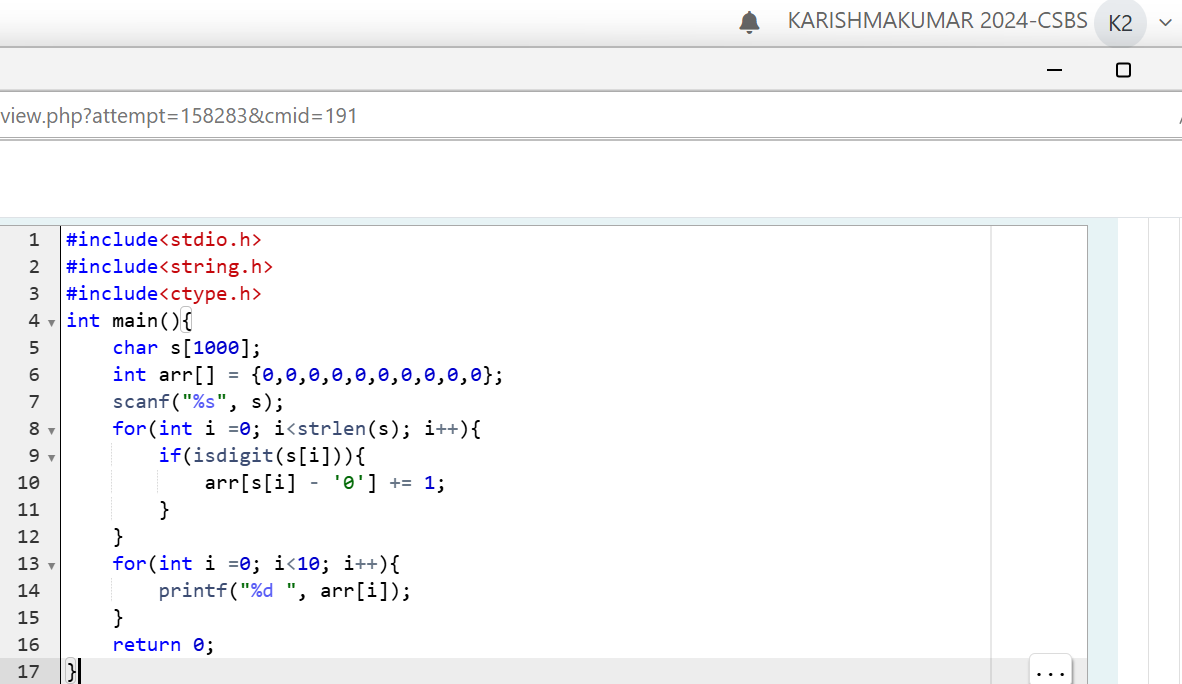 KARISHMAKUMAR 2024-CSBS K2
view.php?attempt=158283&cmid=191
1 #include<stdio.h>
2 #include<string.h>
3 #include<ctype.h>
4 int main(){
5     char s[1000];
6     int arr[] = {0,0,0,0,0,0,0,0,0,0};
7     scanf("%s", s);
8     for(int i =0; i<strlen(s); i++){
9         if(isdigit(s[i])){
10             arr[s[i] - '0'] += 1;
11         }
12     }
13     for(int i =0; i<10; i++){
14         printf("%d ", arr[i]);
15     }
16     return 0;
17 }
...